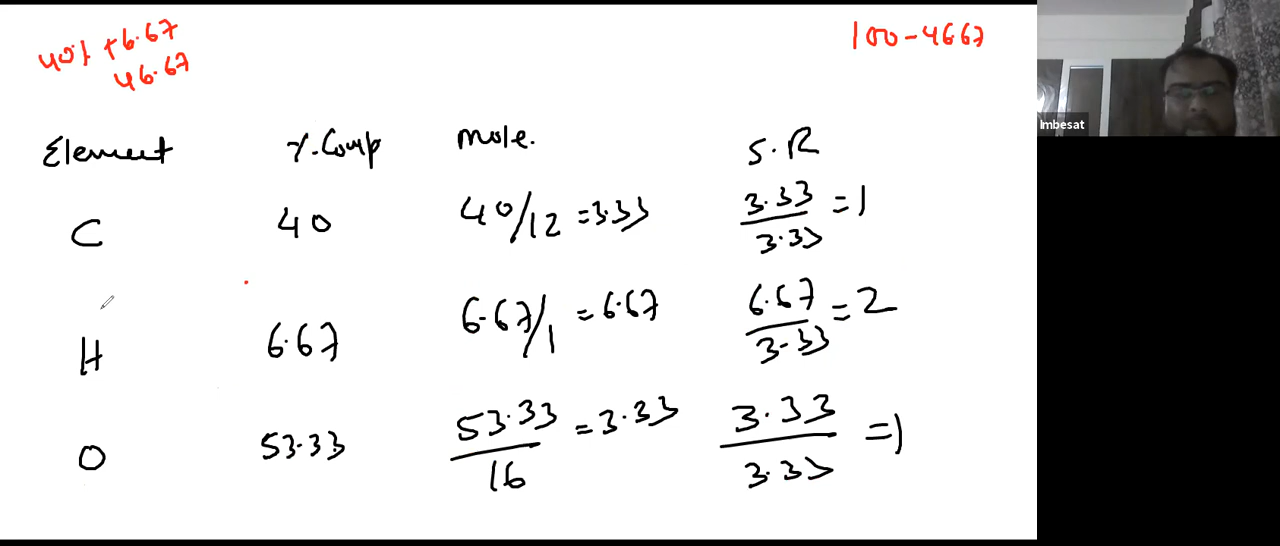 40% + 6.67
46.67
100 - 4667
Element %.Comp mole. S.R
C 40 40/12 = 3.33 3.33/3.33 = 1
H 6.67 6.67/1 = 6.67 6.67/3.33 = 2
O 53.33 53.33/16 = 3.33 3.33/3.33 = 1
Imbesat